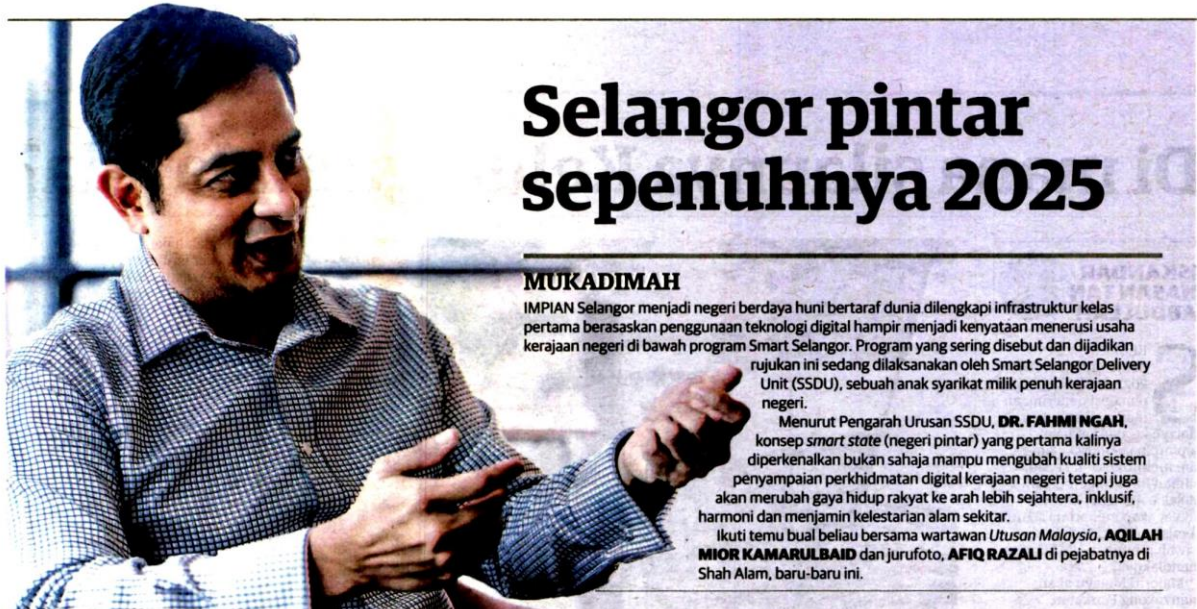 Selangor pintar
sepenuhnya 2025
MUKADIMAH
IMPIAN Selangor menjadi negeri berdaya huni bertaraf dunia dilengkapi infrastruktur kelas
pertama berasaskan penggunaan teknologi digital hampir menjadi kenyataan menerusi usaha
kerajaan negeri di bawah program Smart Selangor. Program yang sering disebut dan dijadikan
rujukan ini sedang dilaksanakan oleh Smart Selangor Delivery
Unit (SSDU), sebuah anak syarikat milik penuh kerajaan
negeri.
Menurut Pengarah Urusan SSDU, DR. FAHMI NGAH,
konsep smart state (negeri pintar) yang pertama kalinya
diperkenalkan bukan sahaja mampu mengubah kualiti sistem
penyampaian perkhidmatan digital kerajaan negeri tetapi juga
akan merubah gaya hidup rakyat ke arah lebih sejahtera, inklusif,
harmoni dan menjamin kelestarian alam sekitar.
Ikuti temu bual beliau bersama wartawan Utusan Malaysia, AQILAH
MIOR KAMARULBAID dan jurufoto, AFIQ RAZALI di pejabatnya di
Shah Alam, baru-baru ini.